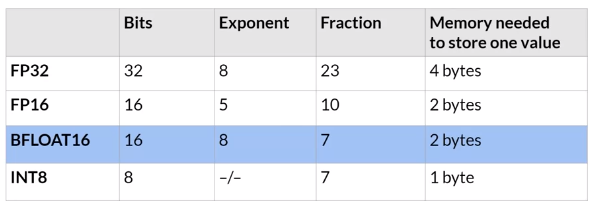 Bits Exponent Fraction Memory needed
to store one value
FP32 32 8 23 4 bytes
FP16 16 5 10 2 bytes
BFLOAT16 16 8 7 2 bytes
INT8 8 –/– 7 1 byte